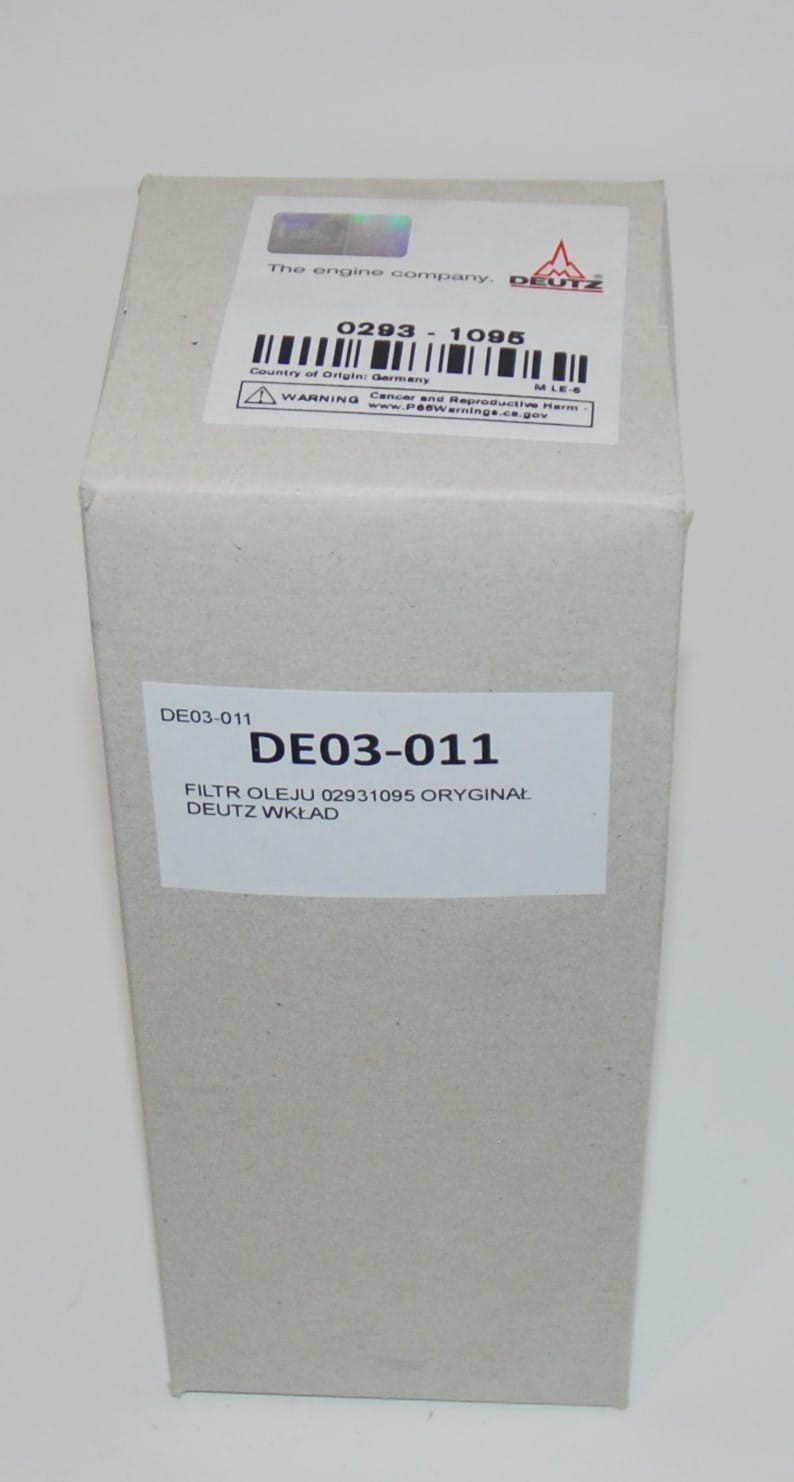 The engine company.
DEUTZ®
0293 - 1095
Country of Origin: Germany
M LE-6
WARNING Cancer and Reproductive Harm -
www.P65Warnings.ca.gov
DE03-011
DE03-011
FILTR OLEJU 02931095 ORYGINAŁ
DEUTZ WKŁAD